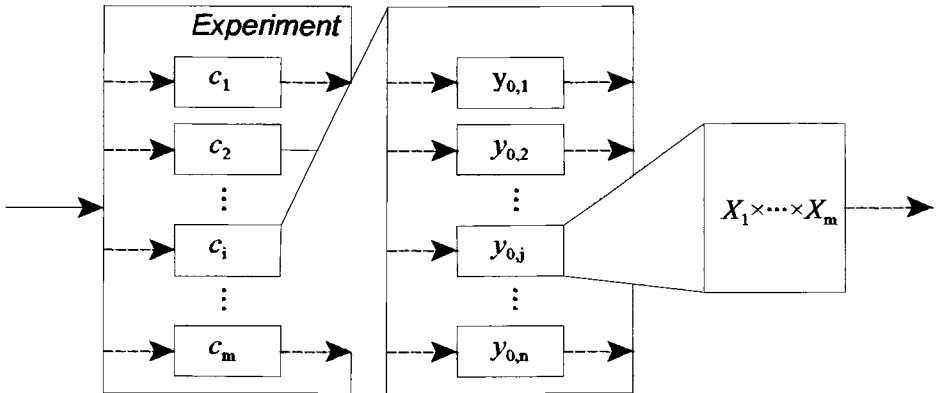 Experiment
c₁
c₂
⋮
cᵢ
⋮
cₘ
y₀,₁
y₀,₂
⋮
y₀,ⱼ
⋮
y₀,ₙ
X₁×⋯×Xₘ